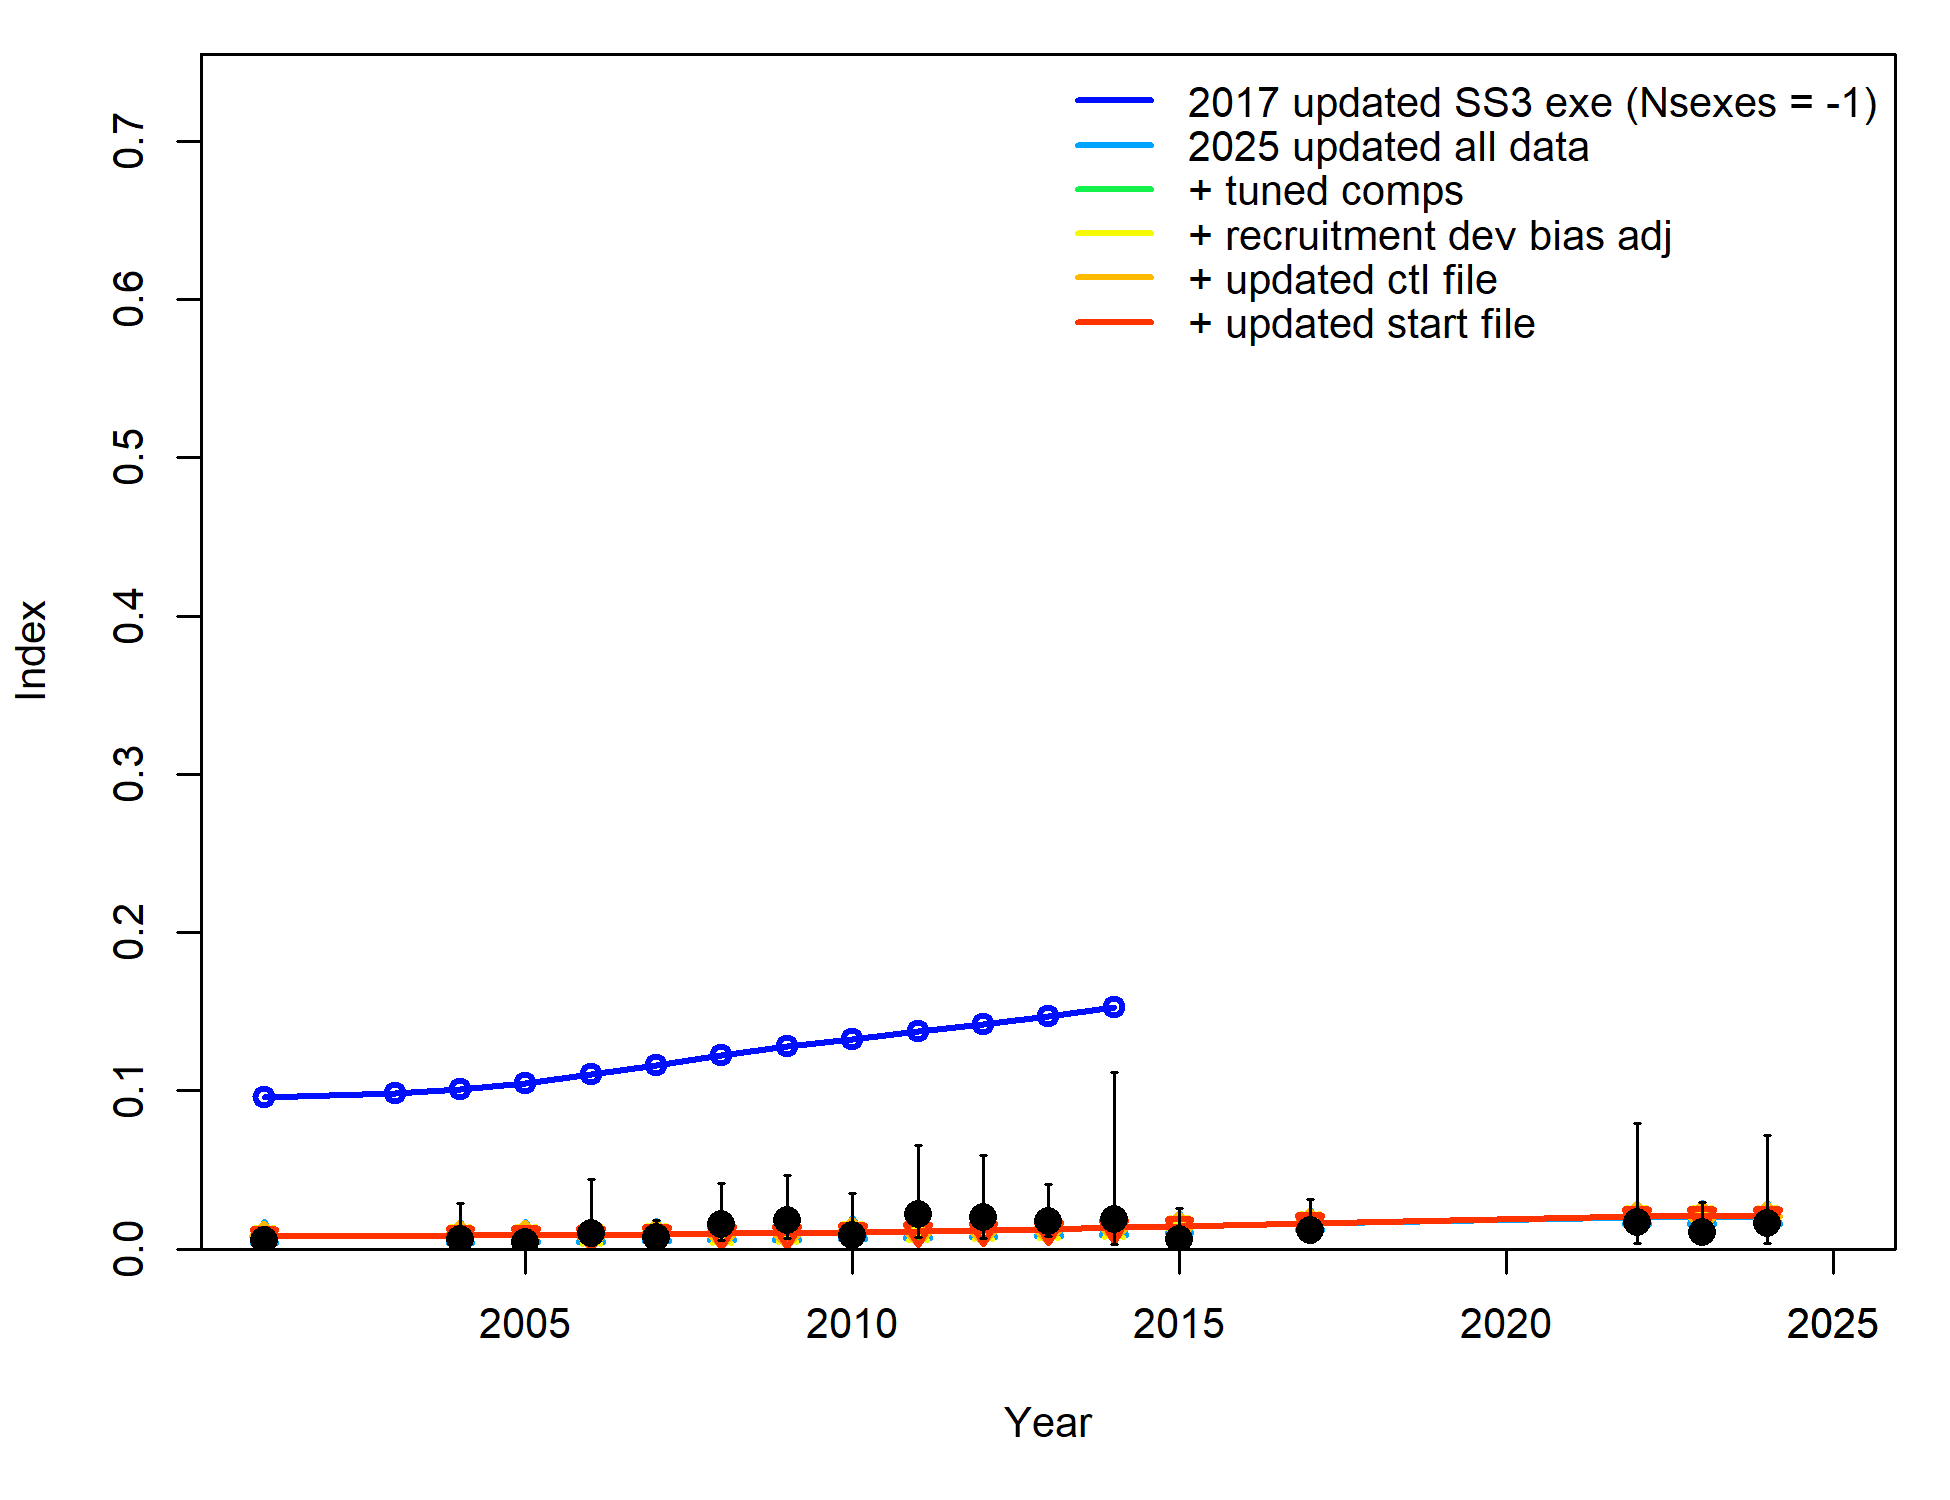 2017 updated SS3 exe (Nsexes = -1)
2025 updated all data
+ tuned comps
+ recruitment dev bias adj
+ updated ctl file
+ updated start file
0.7
0.6
0.5
0.4
0.3
0.2
0.1
0.0
Index
2005 2010 2015 2020 2025
Year